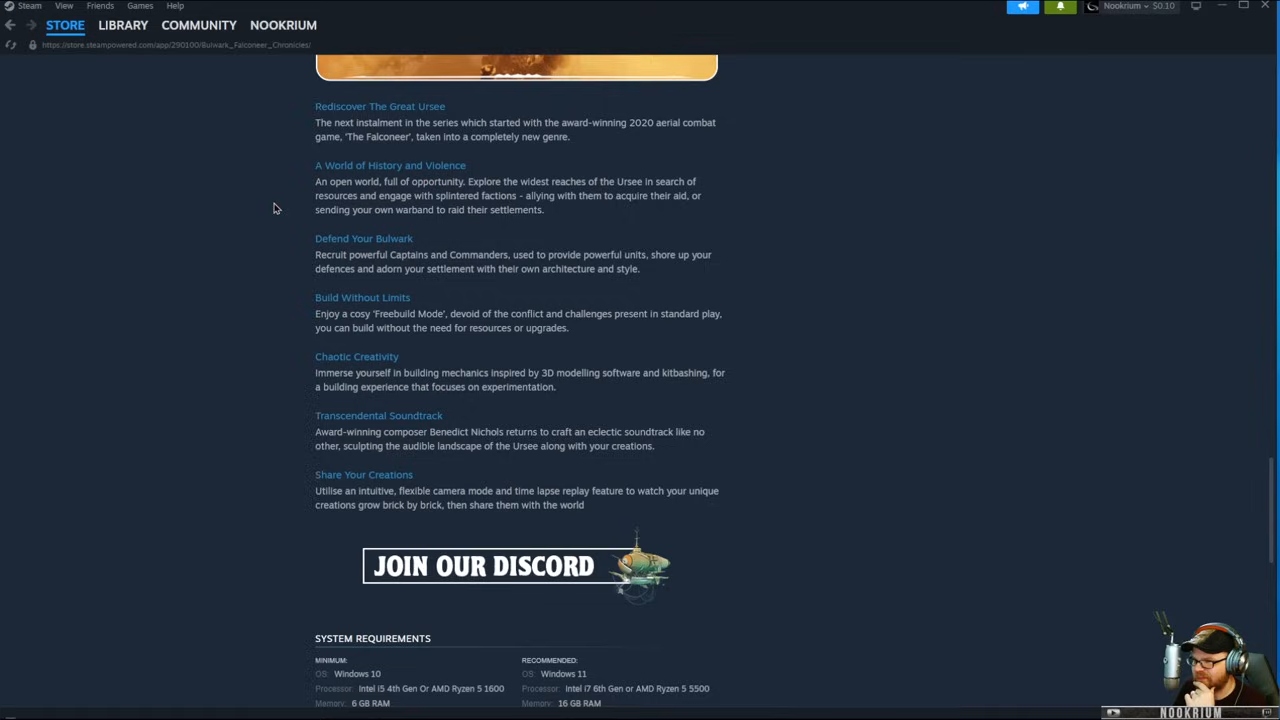 Steam View Friends Games Help
Nookrium $0.10
STORE LIBRARY COMMUNITY NOOKRIUM
https://store.steampowered.com/app/290100/Bulwark_Falconeer_Chronicles/
Rediscover The Great Ursee
The next instalment in the series which started with the award-winning 2020 aerial combat
game, 'The Falconeer', taken into a completely new genre.
A World of History and Violence
An open world, full of opportunity. Explore the widest reaches of the Ursee in search of
resources and engage with splintered factions - allying with them to acquire their aid, or
sending your own warband to raid their settlements.
Defend Your Bulwark
Recruit powerful Captains and Commanders, used to provide powerful units, shore up your
defences and adorn your settlement with their own architecture and style.
Build Without Limits
Enjoy a cosy 'Freebuild Mode', devoid of the conflict and challenges present in standard play,
you can build without the need for resources or upgrades.
Chaotic Creativity
Immerse yourself in building mechanics inspired by 3D modelling software and kitbashing, for
a building experience that focuses on experimentation.
Transcendental Soundtrack
Award-winning composer Benedict Nichols returns to craft an eclectic soundtrack like no
other, sculpting the audible landscape of the Ursee along with your creations.
Share Your Creations
Utilise an intuitive, flexible camera mode and time lapse replay feature to watch your unique
creations grow brick by brick, then share them with the world
JOIN OUR DISCORD
SYSTEM REQUIREMENTS
MINIMUM:
OS: Windows 10
Processor: Intel i5 4th Gen Or AMD Ryzen 5 1600
Memory: 6 GB RAM
RECOMMENDED:
OS: Windows 11
Processor: Intel i7 6th Gen or AMD Ryzen 5 5500
Memory: 16 GB RAM
NOOKRIUM